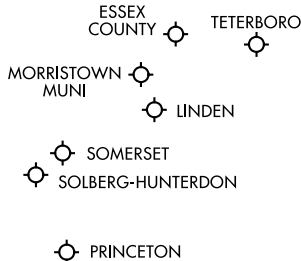 ESSEX
COUNTY
TETERBORO
MORRISTOWN
MUNI
LINDEN
SOMERSET
SOLBERG-HUNTERDON
PRINCETON